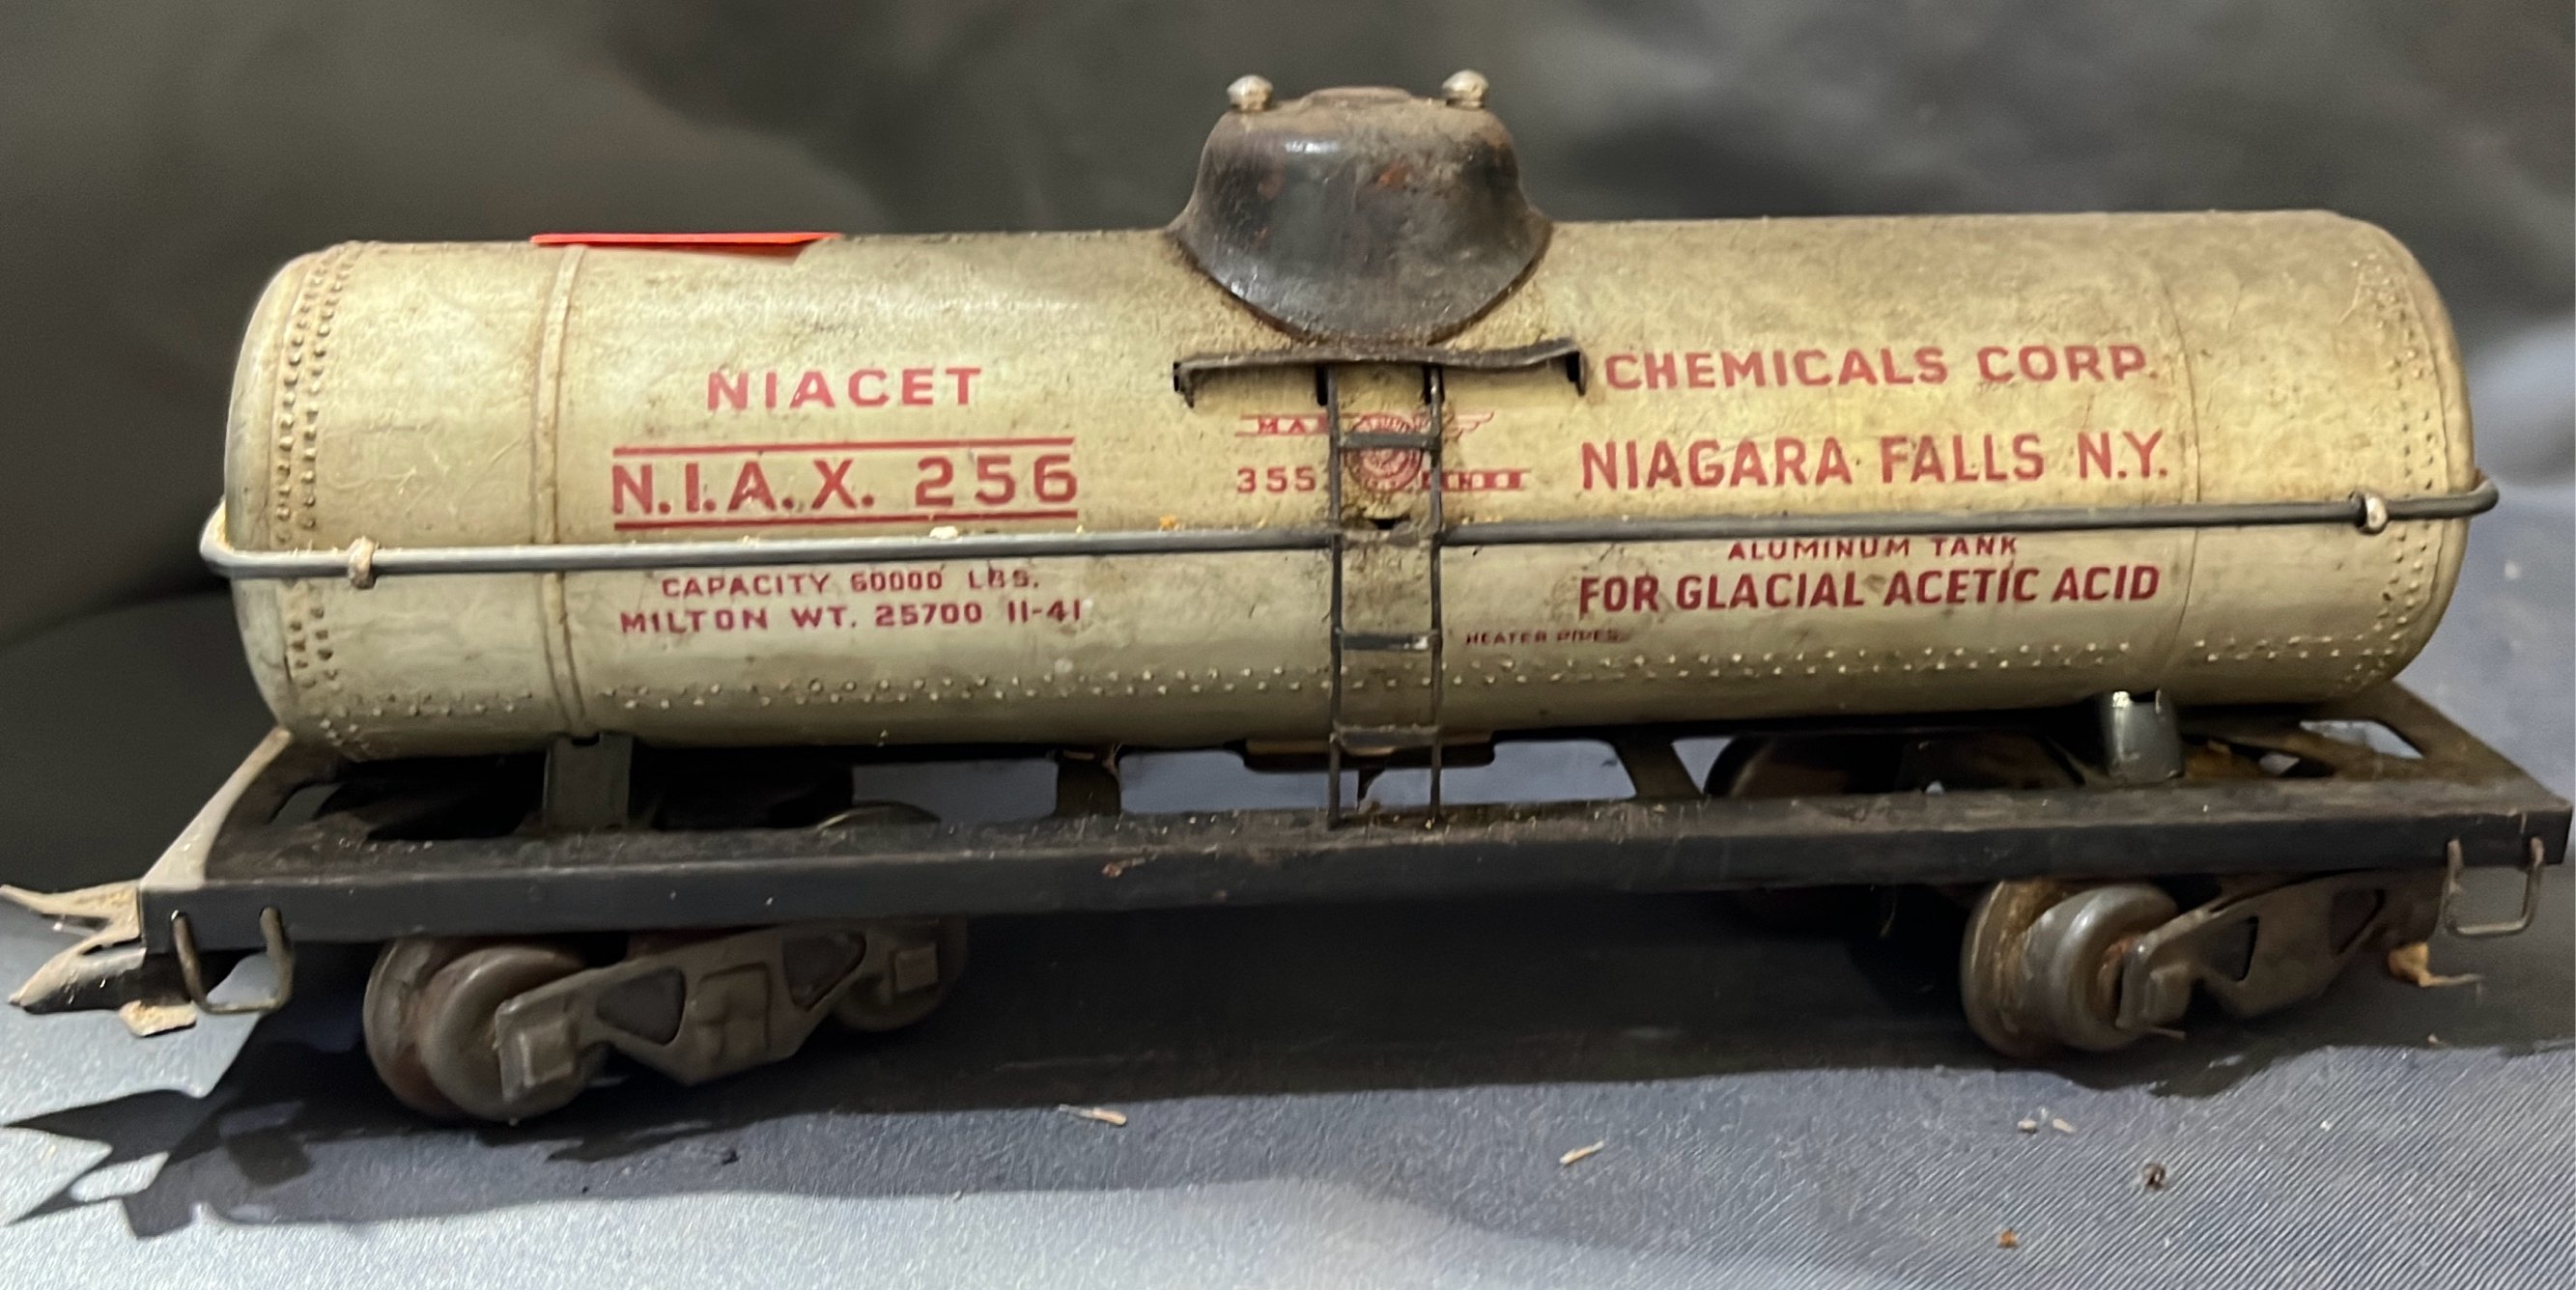 NIACET
N.I.A.X. 256
CAPACITY 60000 LBS.
MILTON WT. 25700 11-41
355
CHEMICALS CORP.
NIAGARA FALLS N.Y.
ALUMINUM TANK
FOR GLACIAL ACETIC ACID
HEATER PIPES